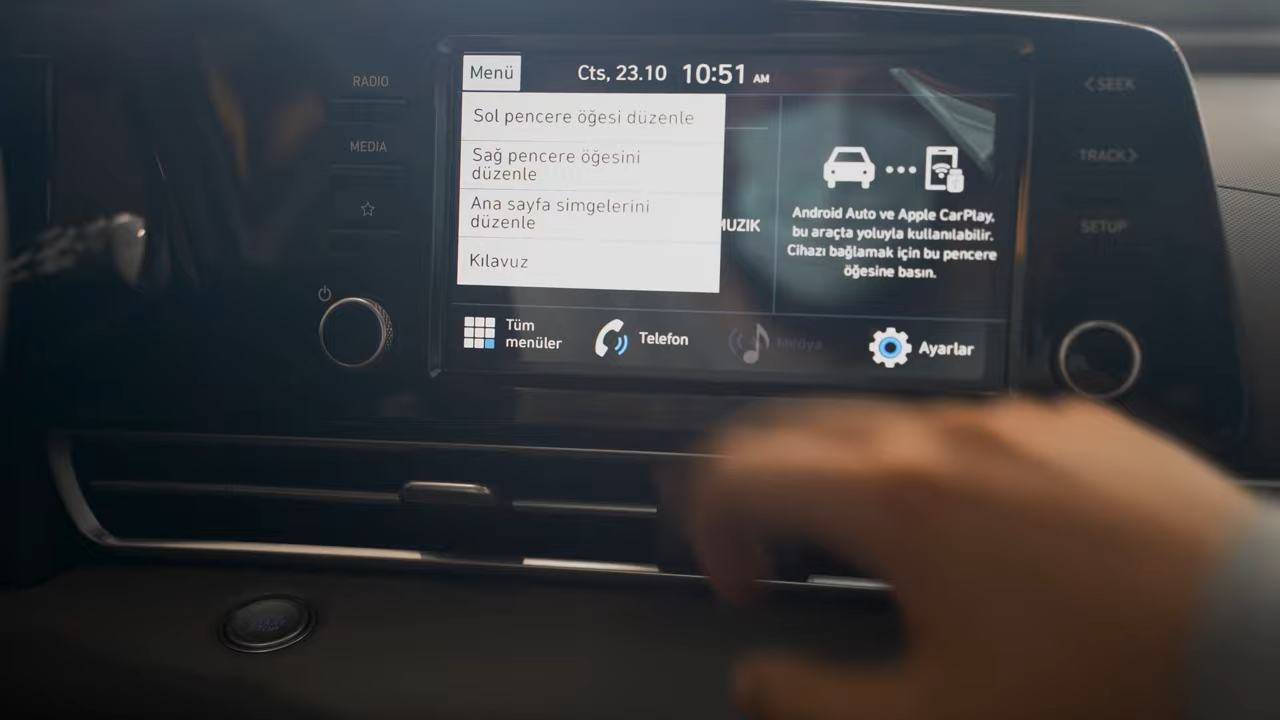 RADIO
MEDIA
Menü
Cts, 23.10 10:51 AM
Sol pencere öğesi düzenle
Sağ pencere öğesini
düzenle
Ana sayfa simgelerini
düzenle
Kılavuz
MUZIK
Android Auto ve Apple CarPlay,
bu araçta yoluyla kullanılabilir.
Cihazı bağlamak için bu pencere
öğesine basın.
Tüm
menüler
Telefon
Medya
Ayarlar
SEEK
TRACK
SETUP